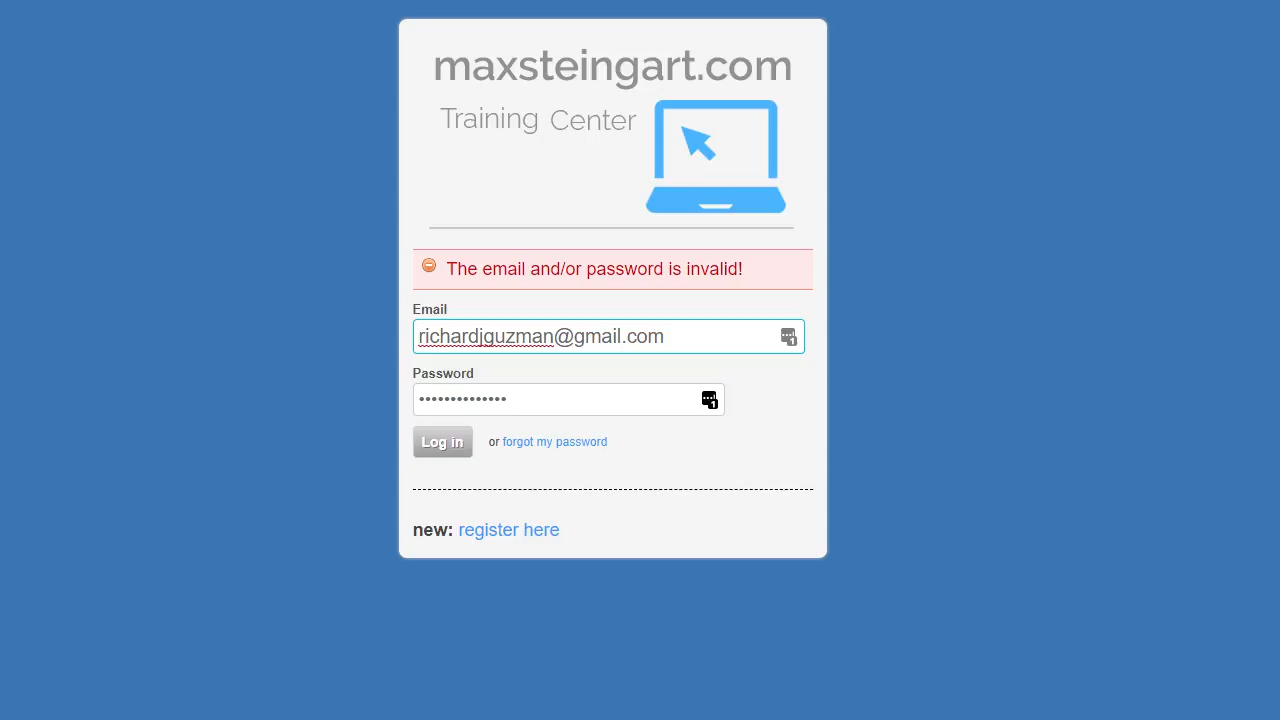 maxsteingart.com
Training Center
The email and/or password is invalid!
Email
richardjguzman@gmail.com
Password
••••••••••••••
Log in or forgot my password
new: register here